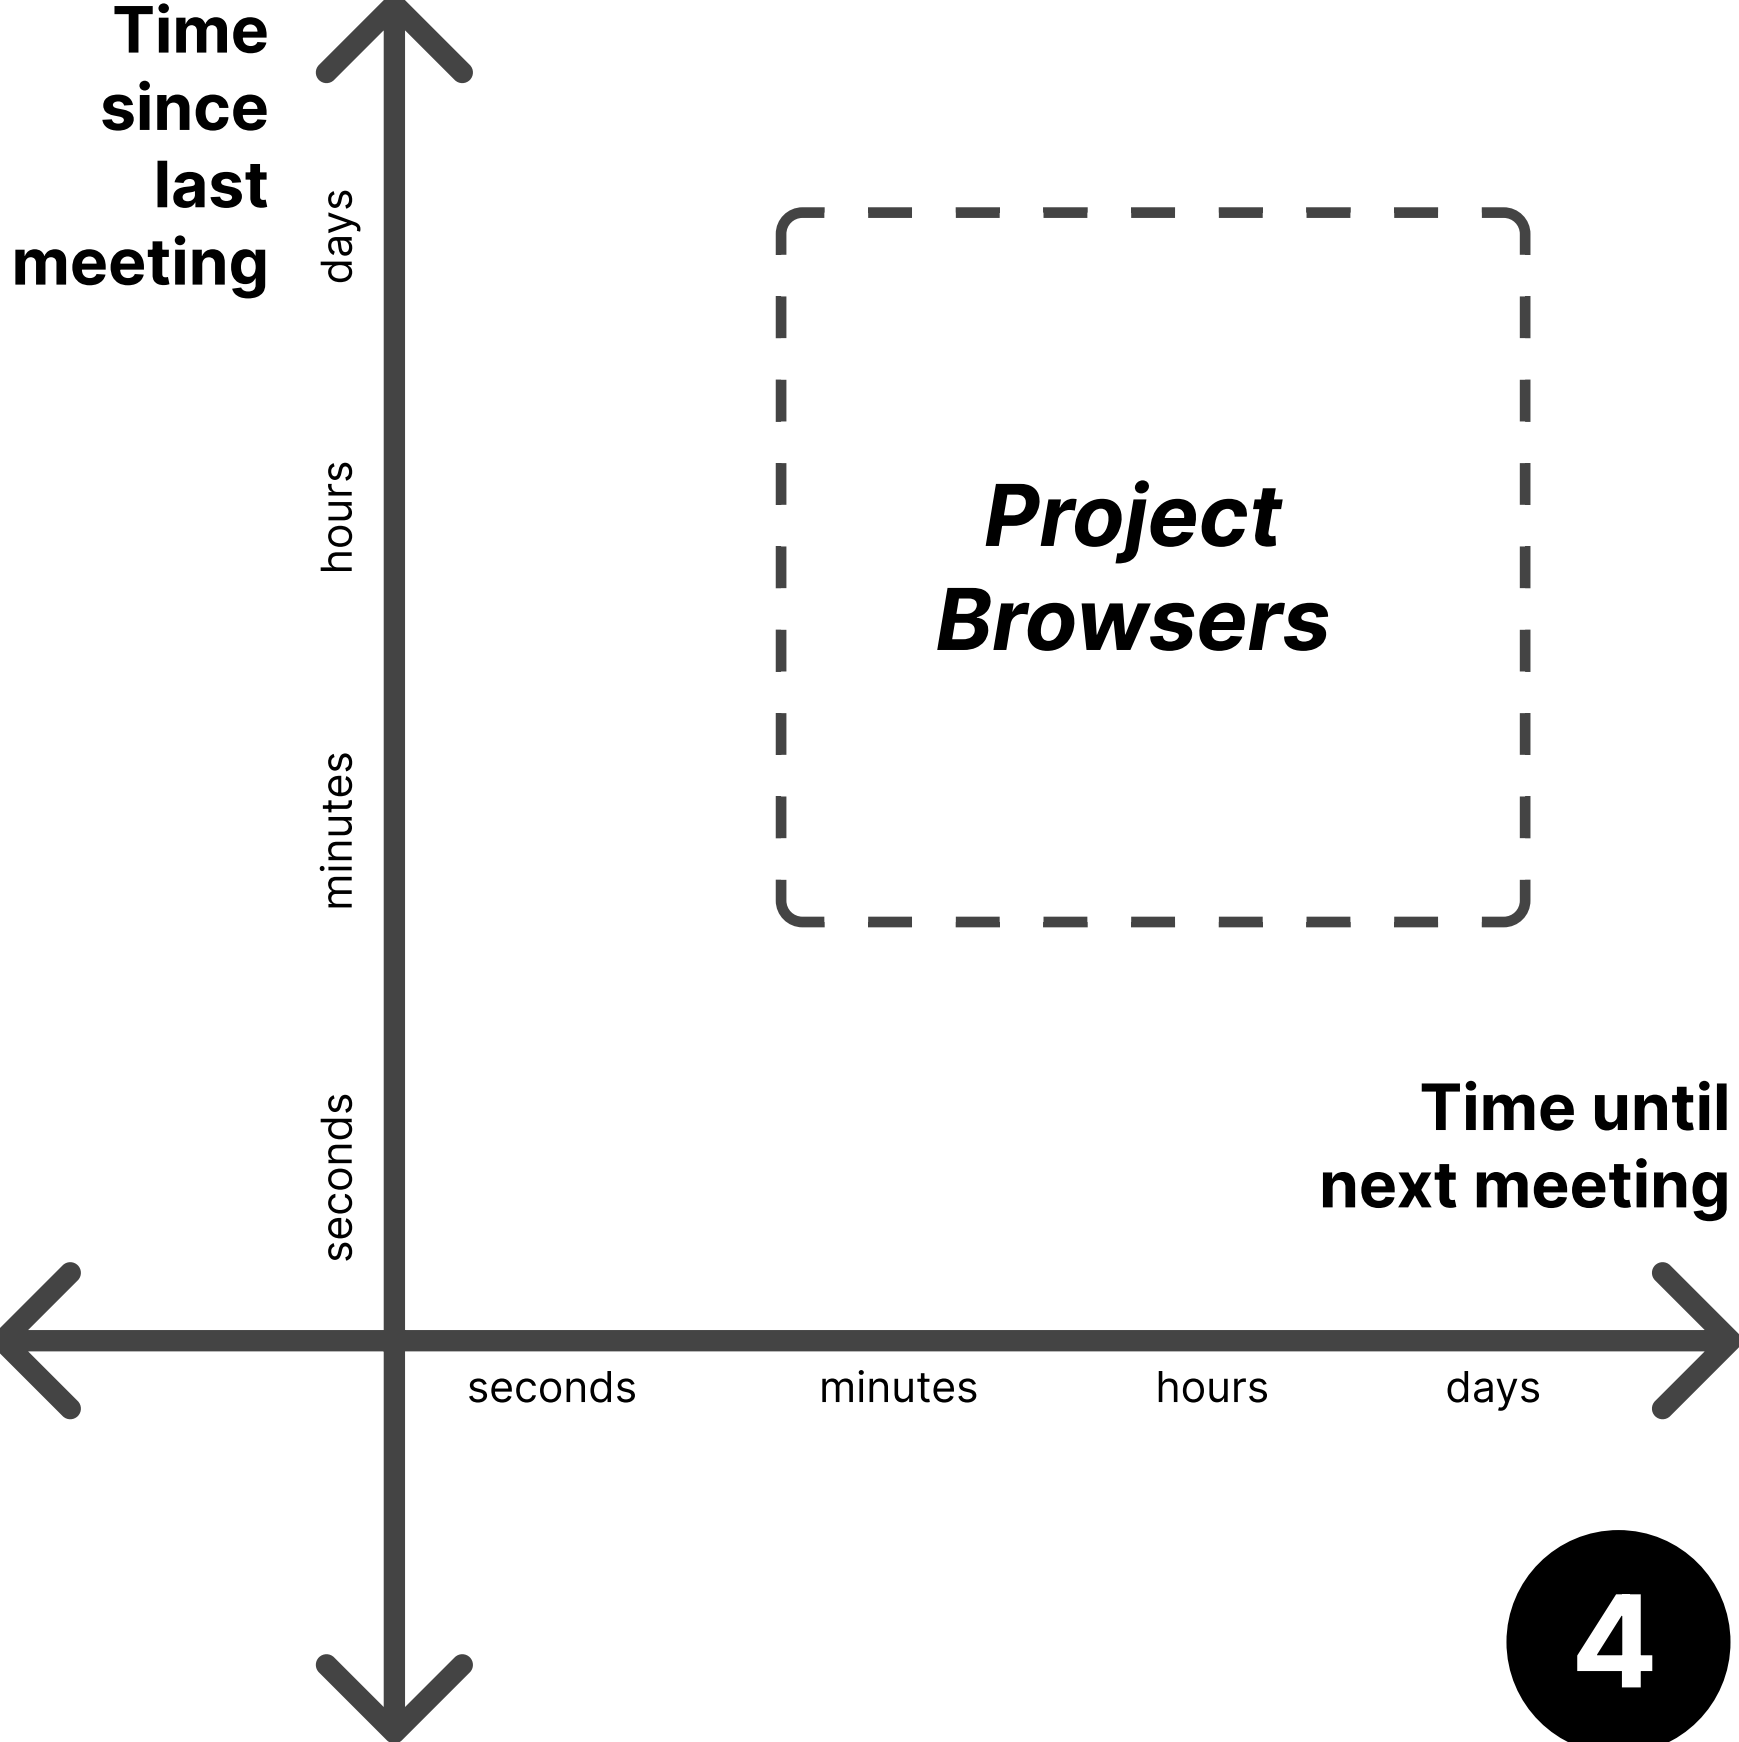 Time
since
last
meeting
days
hours
minutes
seconds
Project
Browsers
Time until
next meeting
seconds
minutes
hours
days
4